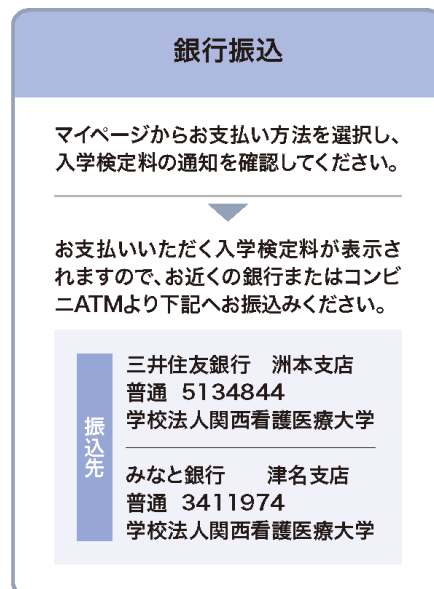 銀行振込
マイページからお支払い方法を選択し、
入学検定料の通知を確認してください。
お支払いいただく入学検定料が表示さ
れますので、お近くの銀行またはコンビ
ニATMより下記へお振込みください。
振込先
三井住友銀行　洲本支店
普通 5134844
学校法人関西看護医療大学
みなと銀行　　津名支店
普通 3411974
学校法人関西看護医療大学